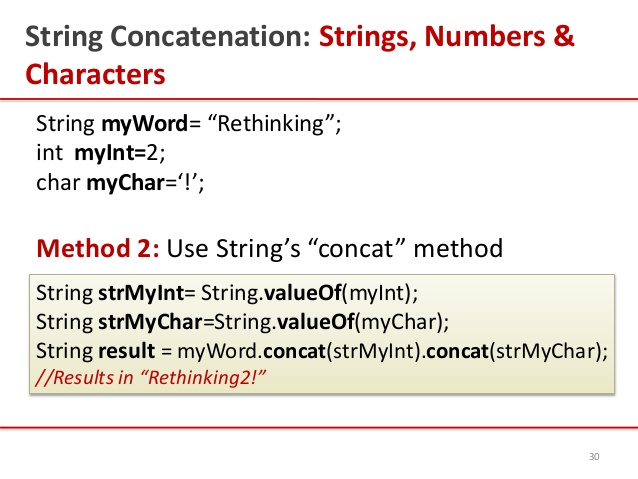 String Concatenation: Strings, Numbers &
Characters
String myWord= “Rethinking”;
int  myInt=2;
char myChar=‘!’;
Method 2: Use String’s “concat” method
String strMyInt= String.valueOf(myInt);
String strMyChar=String.valueOf(myChar);
String result = myWord.concat(strMyInt).concat(strMyChar);
//Results in “Rethinking2!”
30